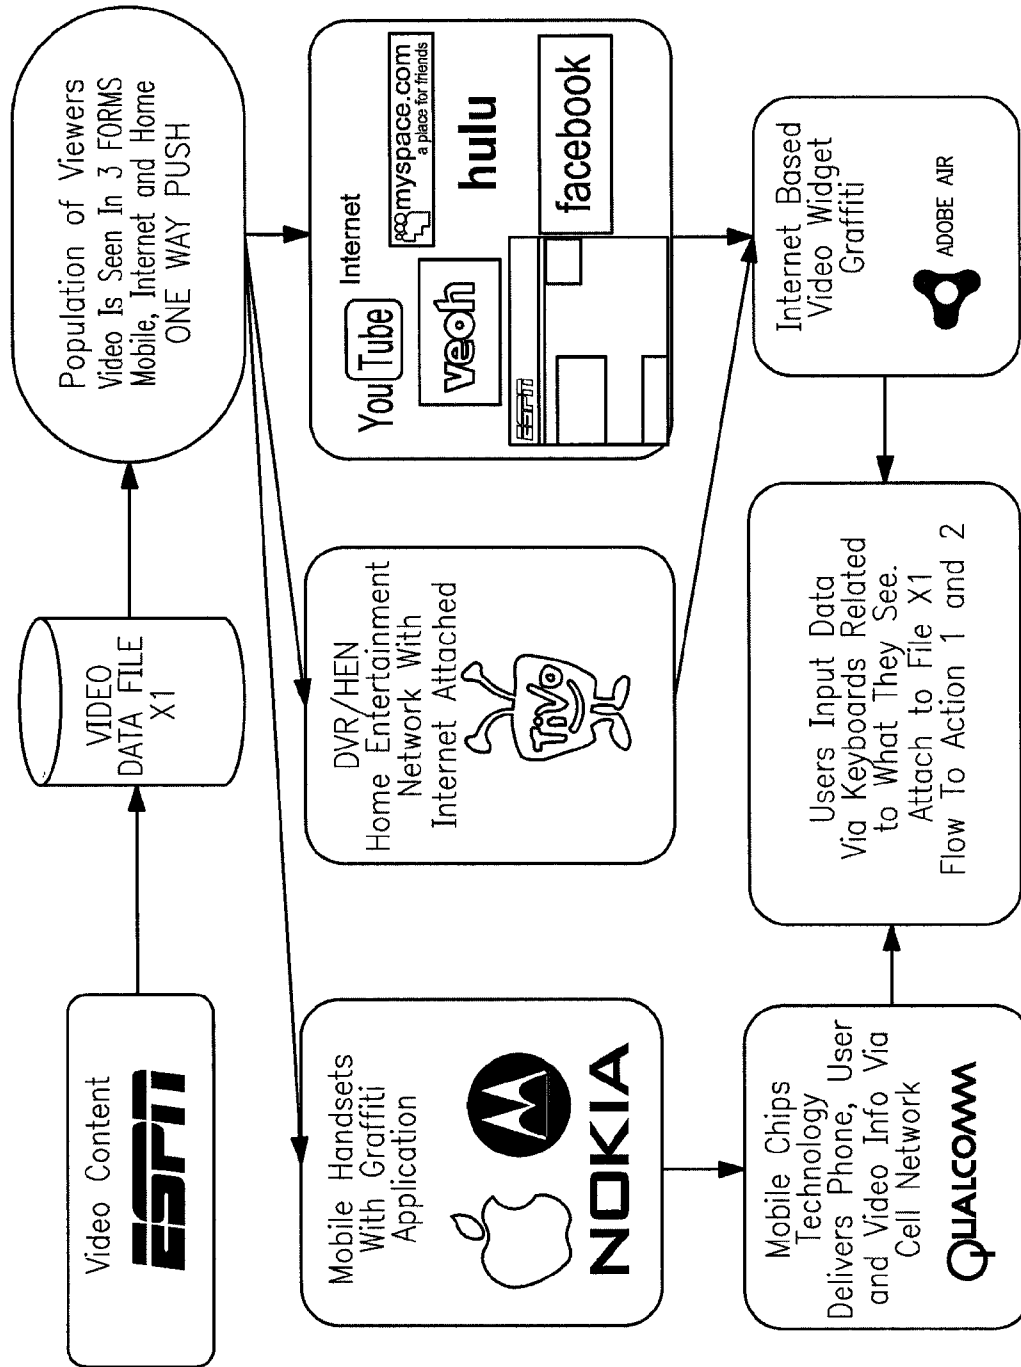 Video Content
ESPN
VIDEO
DATA FILE
X1
Population of Viewers
Video Is Seen In 3 FORMS
Mobile, Internet and Home
ONE WAY PUSH
Mobile Handsets
With Graffiti
Application
NOKIA
DVR/HEN
Home Entertainment
Network With
Internet Attached
TiVo
Internet
YouTube
myspace.com
a place for friends
veoh
hulu
ESPN
facebook
Mobile Chips
Technology
Delivers Phone, User
and Video Info Via
Cell Network
QUALCOMM
Users Input Data
Via Keyboards Related
to What They See.
Attach to File X1
Flow To Action 1 and 2
Internet Based
Video Widget
Graffiti
ADOBE AIR